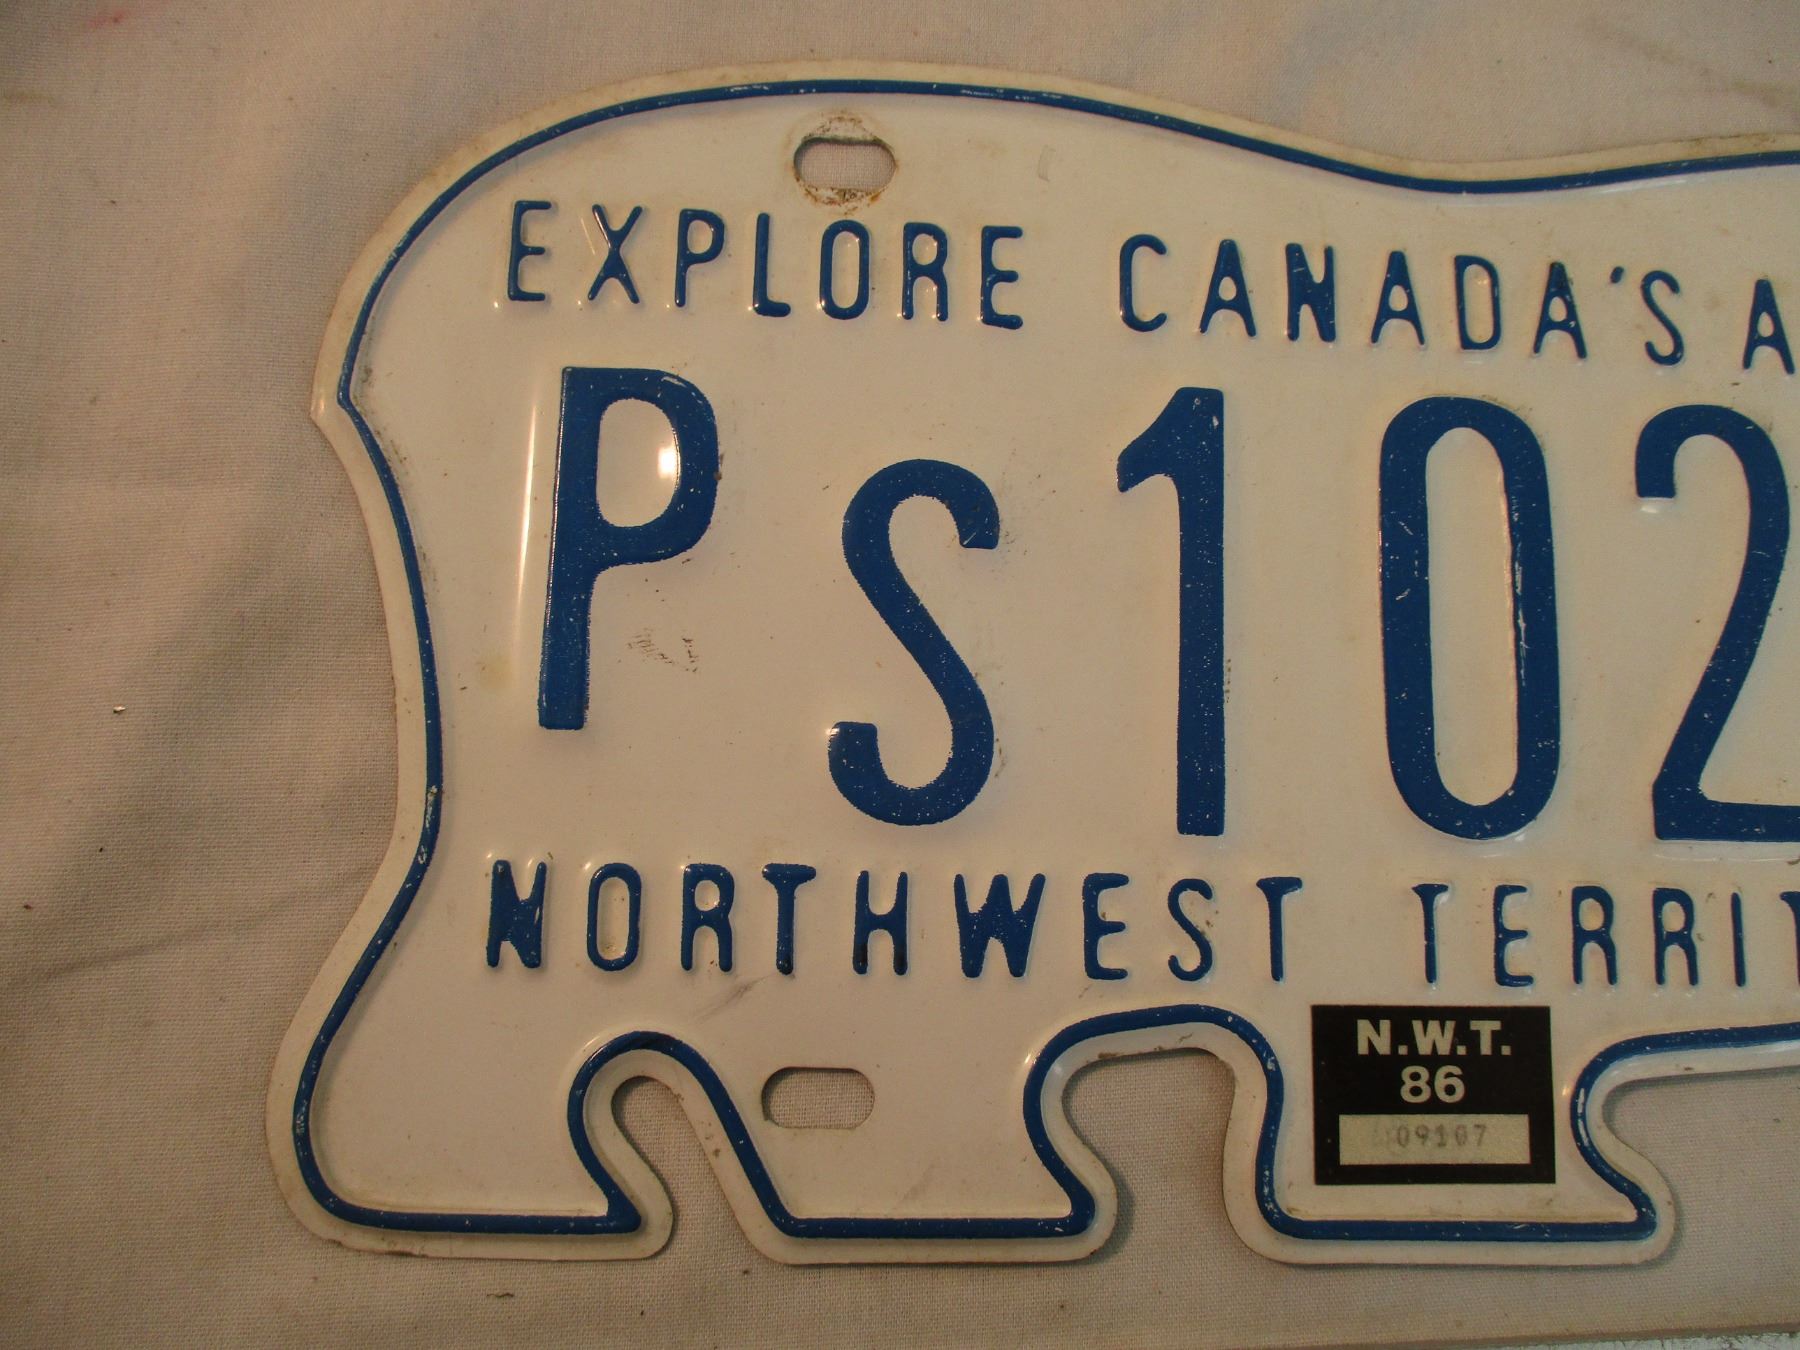 EXPLORE CANADA'S A
PS102
NORTHWEST TERRIT
N.W.T.
86
09107